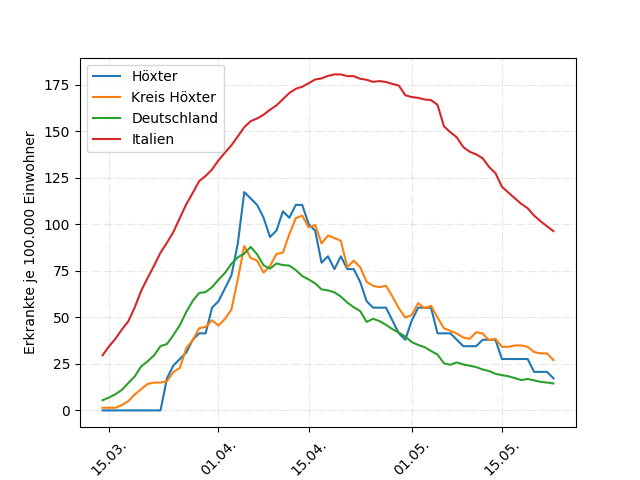 Höxter
Kreis Höxter
Deutschland
Italien
Erkrankte je 100.000 Einwohner
175
150
125
100
75
50
25
0
15.03.
01.04.
15.04.
01.05.
15.05.